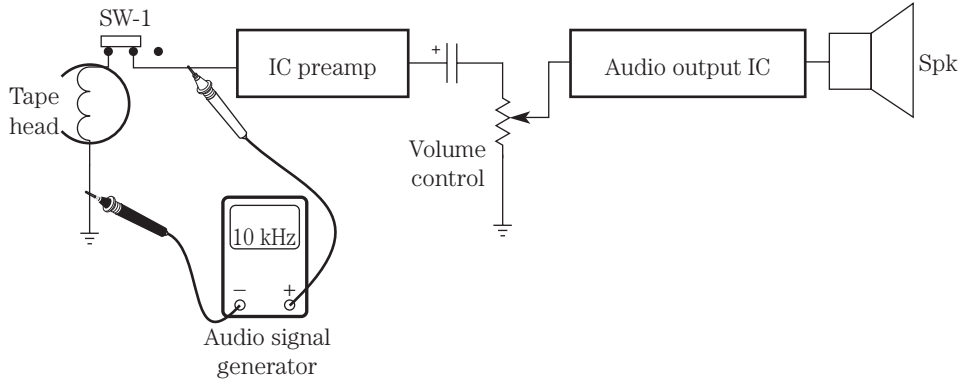 SW-1
IC preamp
Audio output IC
Spk
Tape
head
+
Volume
control
10 kHz
− +
Audio signal
generator